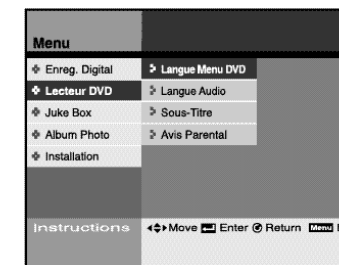 Menu
Enreg. Digital
Langue Menu DVD
Lecteur DVD
Langue Audio
Juke Box
Sous-Titre
Album Photo
Avis Parental
Installation
Instructions
Move Enter Return Menu